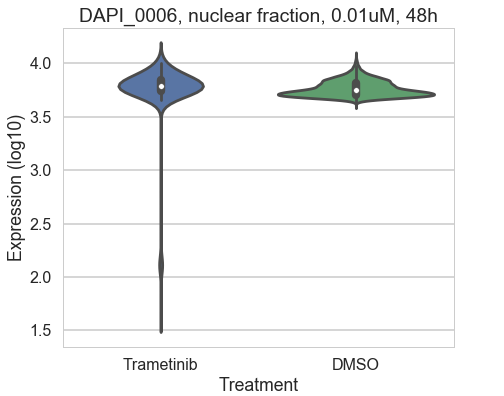 DAPI_0006, nuclear fraction, 0.01uM, 48h
Expression (log10)
4.0
3.5
3.0
2.5
2.0
1.5
Trametinib DMSO
Treatment